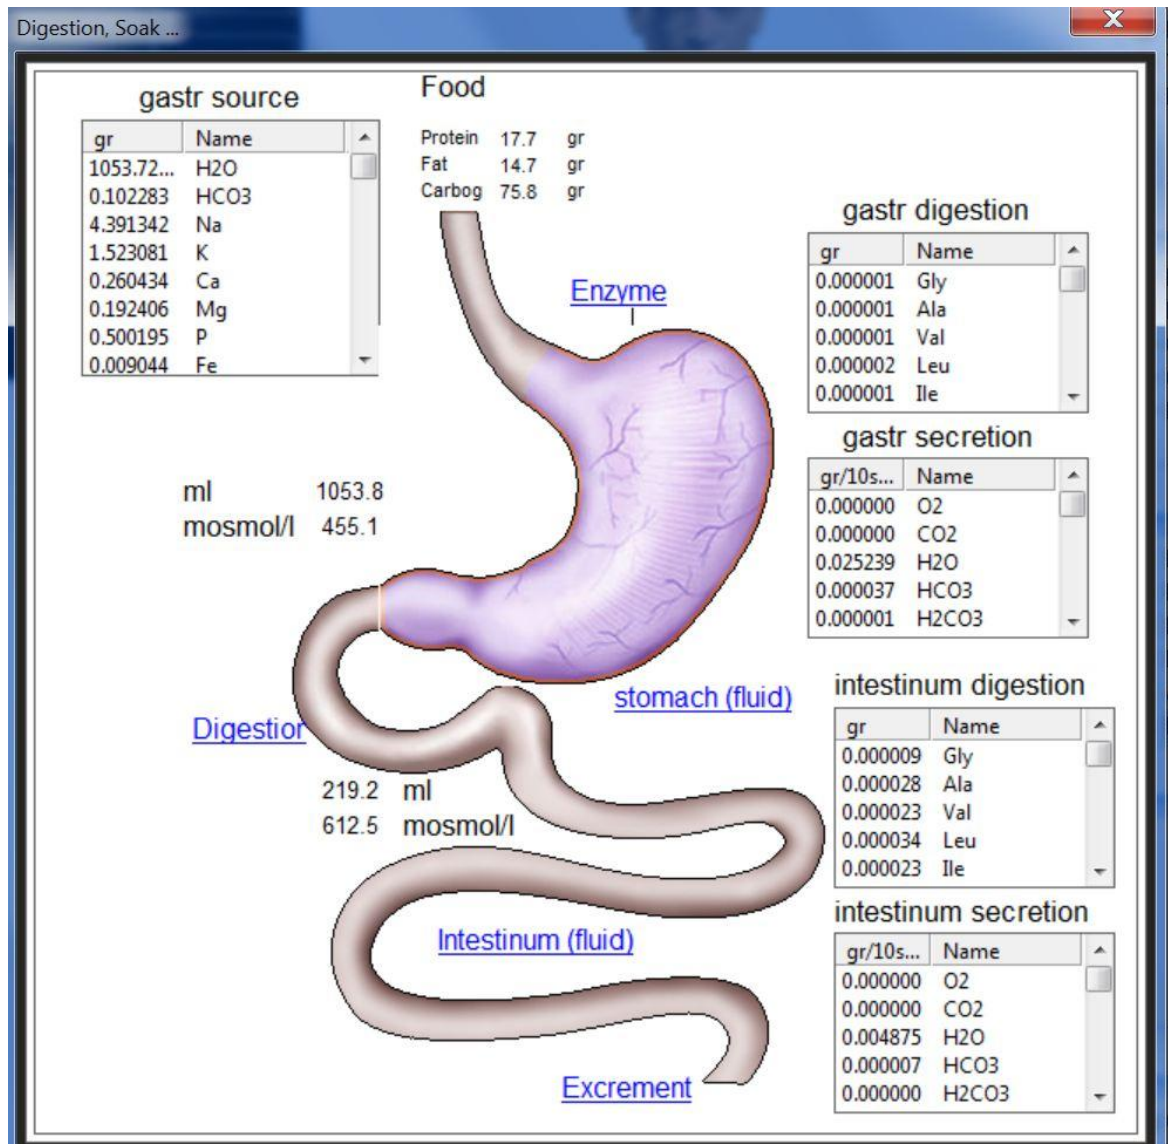 Digestion, Soak ...
gastr source
gr Name
1053.72... H2O
0.102283 HCO3
4.391342 Na
1.523081 K
0.260434 Ca
0.192406 Mg
0.500195 P
0.009044 Fe
Food
Protein 17.7 gr
Fat 14.7 gr
Carbog 75.8 gr
gastr digestion
gr Name
0.000001 Gly
0.000001 Ala
0.000001 Val
0.000002 Leu
0.000001 Ile
Enzyme
gastr secretion
gr/10s... Name
0.000000 O2
0.000000 CO2
0.025239 H2O
0.000037 HCO3
0.000001 H2CO3
ml 1053.8
mosmol/l 455.1
stomach (fluid)
Digestior
219.2 ml
612.5 mosmol/l
intestinum digestion
gr Name
0.000009 Gly
0.000028 Ala
0.000023 Val
0.000034 Leu
0.000023 Ile
Intestinum (fluid)
intestinum secretion
gr/10s... Name
0.000000 O2
0.000000 CO2
0.004875 H2O
0.000007 HCO3
0.000000 H2CO3
Excrement